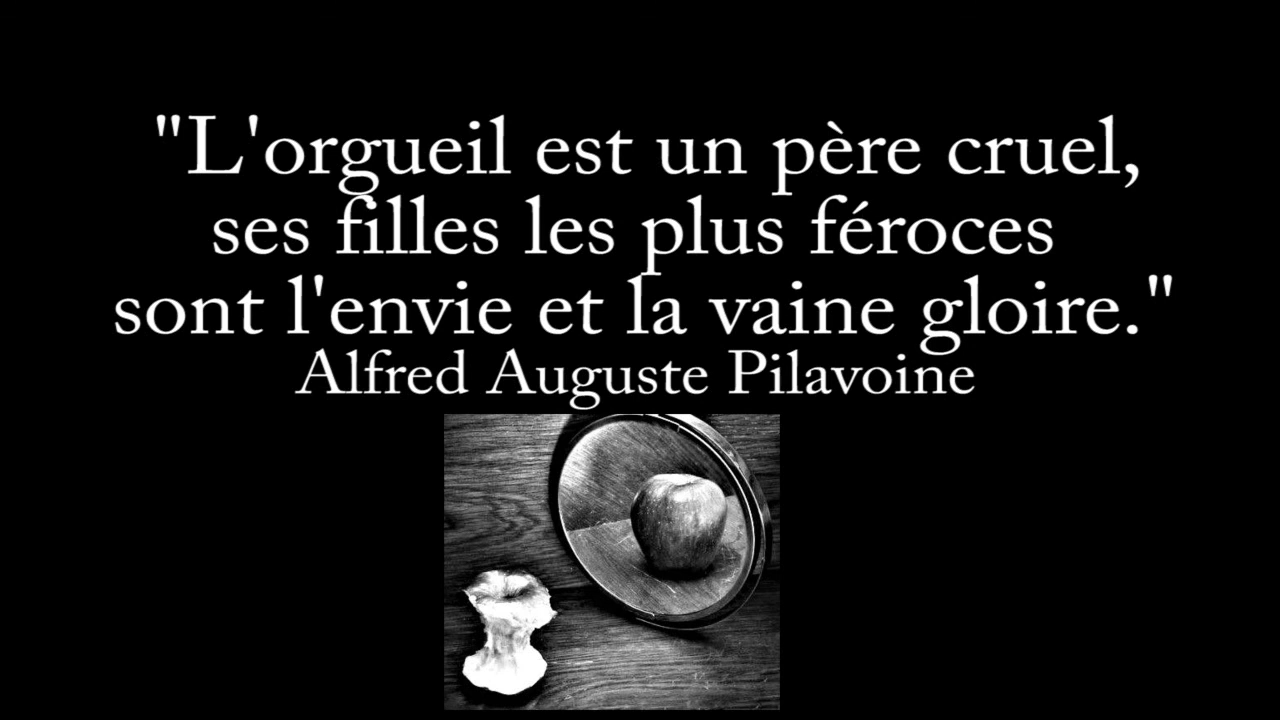 "L'orgueil est un père cruel,
ses filles les plus féroces
sont l'envie et la vaine gloire."
Alfred Auguste Pilavoine